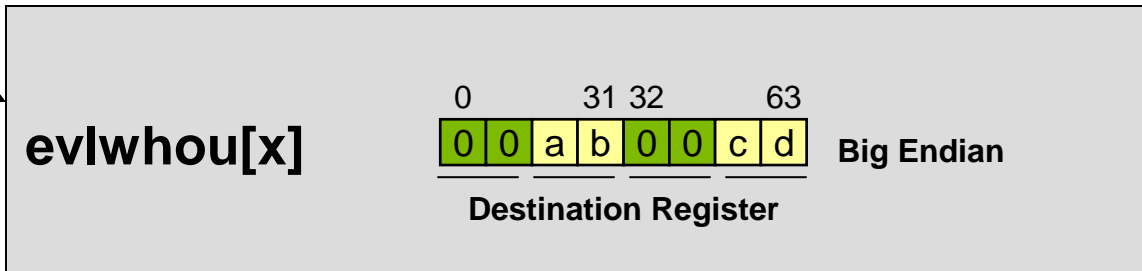 0 31 32 63
evlwhou[x] 0 0 a b 0 0 c d Big Endian
Destination Register